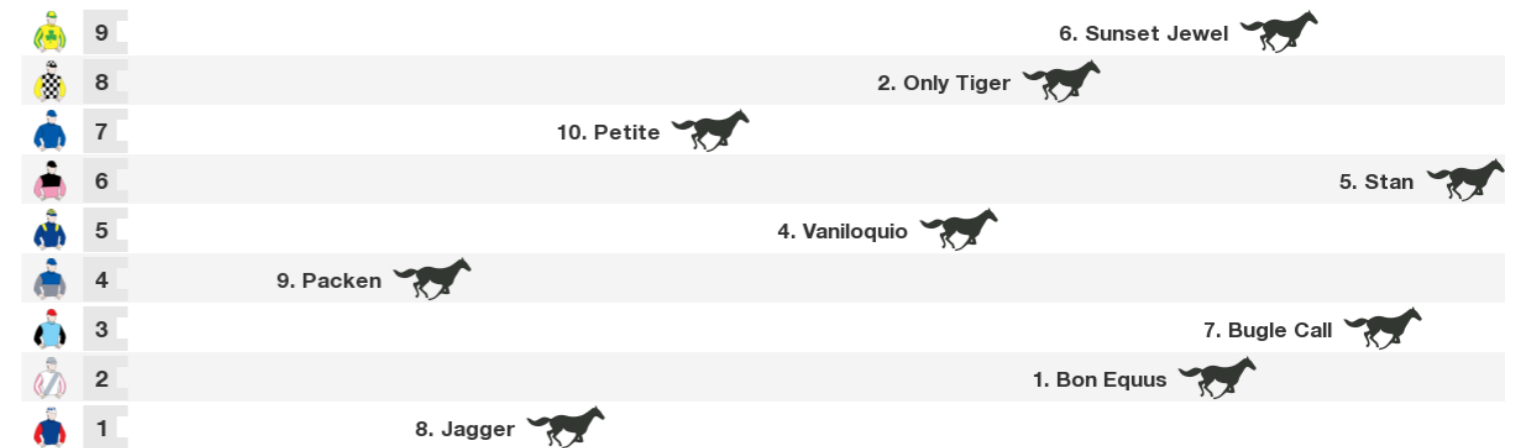 9 6. Sunset Jewel
8 2. Only Tiger
7 10. Petite
6 5. Stan
5 4. Vaniloquio
4 9. Packen
3 7. Bugle Call
2 1. Bon Equus
1 8. Jagger